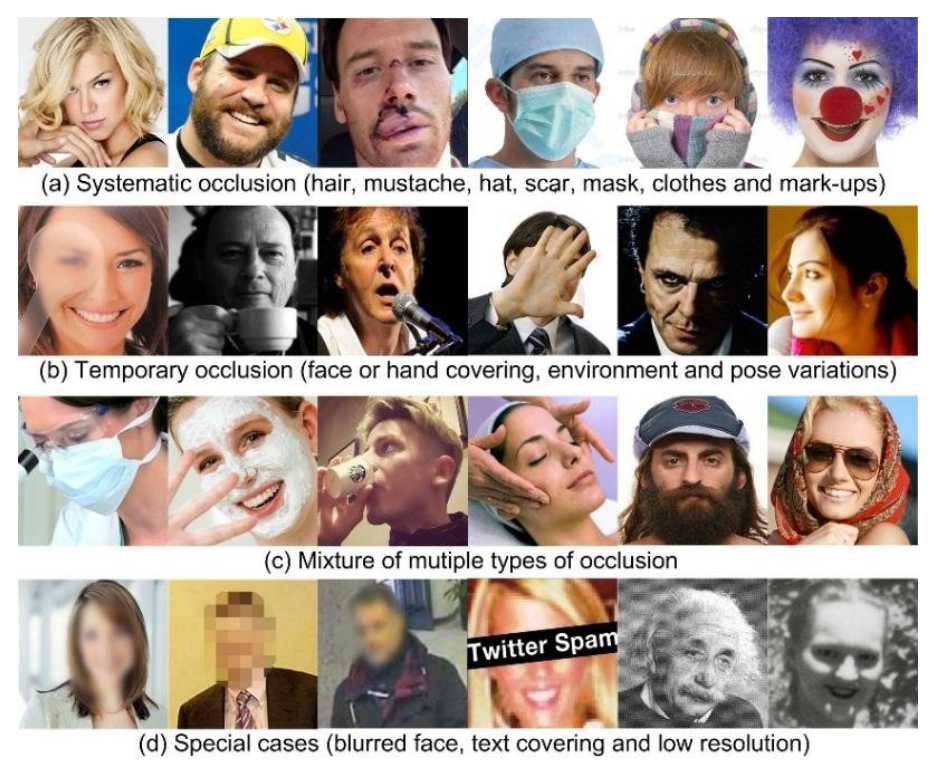 (a) Systematic occlusion (hair, mustache, hat, scar, mask, clothes and mark-ups)
(b) Temporary occlusion (face or hand covering, environment and pose variations)
(c) Mixture of mutiple types of occlusion
Twitter Spam
(d) Special cases (blurred face, text covering and low resolution)